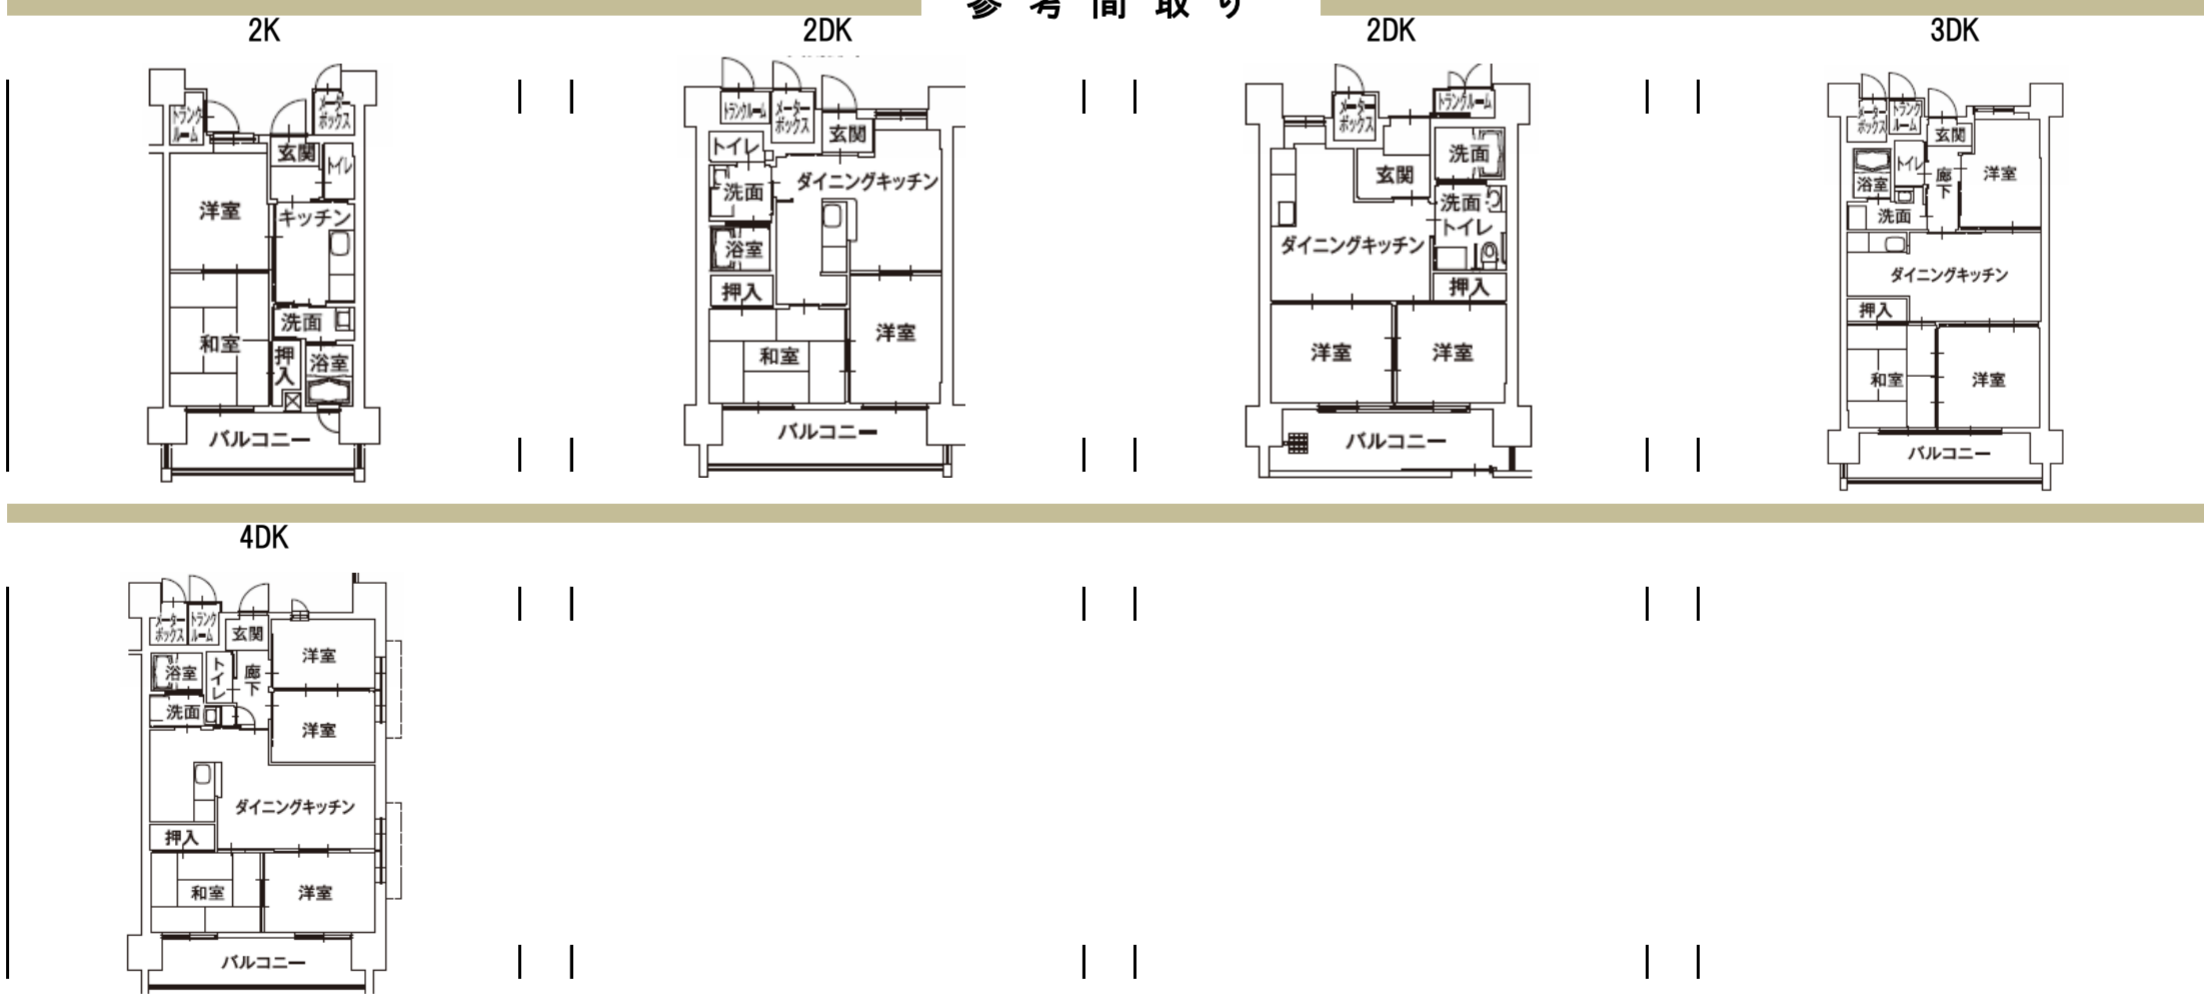 参考間取り
2K
2DK
2DK
3DK
トランク
ルーム
メーター
ボックス
玄関
トイレ
洋室
キッチン
洗面
和室
押
入
浴室
バルコニー
トランクルーム
メーター
ボックス
玄関
トイレ
ダイニングキッチン
洗面
浴室
押入
洋室
和室
バルコニー
メーター
ボックス
トランクルーム
洗面
玄関
洗面
トイレ
ダイニングキッチン
押入
洋室
洋室
バルコニー
メーター
ボックス
トランク
ルーム
玄関
トイレ
廊
下
洋室
浴室
洗面
ダイニングキッチン
押入
和室
洋室
バルコニー
4DK
メーター
ボックス
トランク
ルーム
玄関
洋室
浴室
トイレ
廊
下
洗面
洋室
ダイニングキッチン
押入
和室
洋室
バルコニー